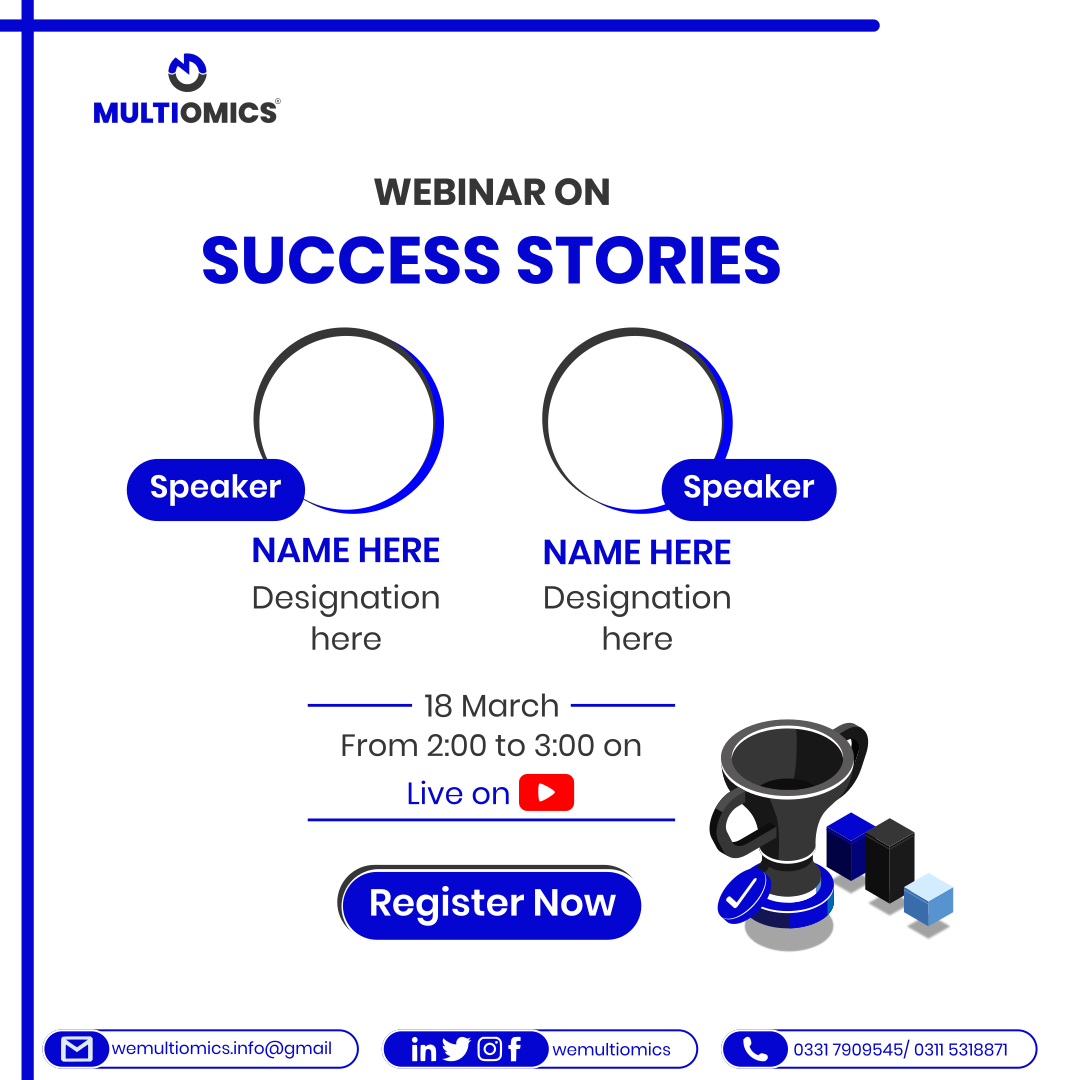 MULTIOMICS®
WEBINAR ON
SUCCESS STORIES
Speaker
Speaker
NAME HERE
Designation
here
NAME HERE
Designation
here
18 March
From 2:00 to 3:00 on
Live on
Register Now
wemultiomics.info@gmail
in f wemultiomics
0331 7909545/ 0311 5318871